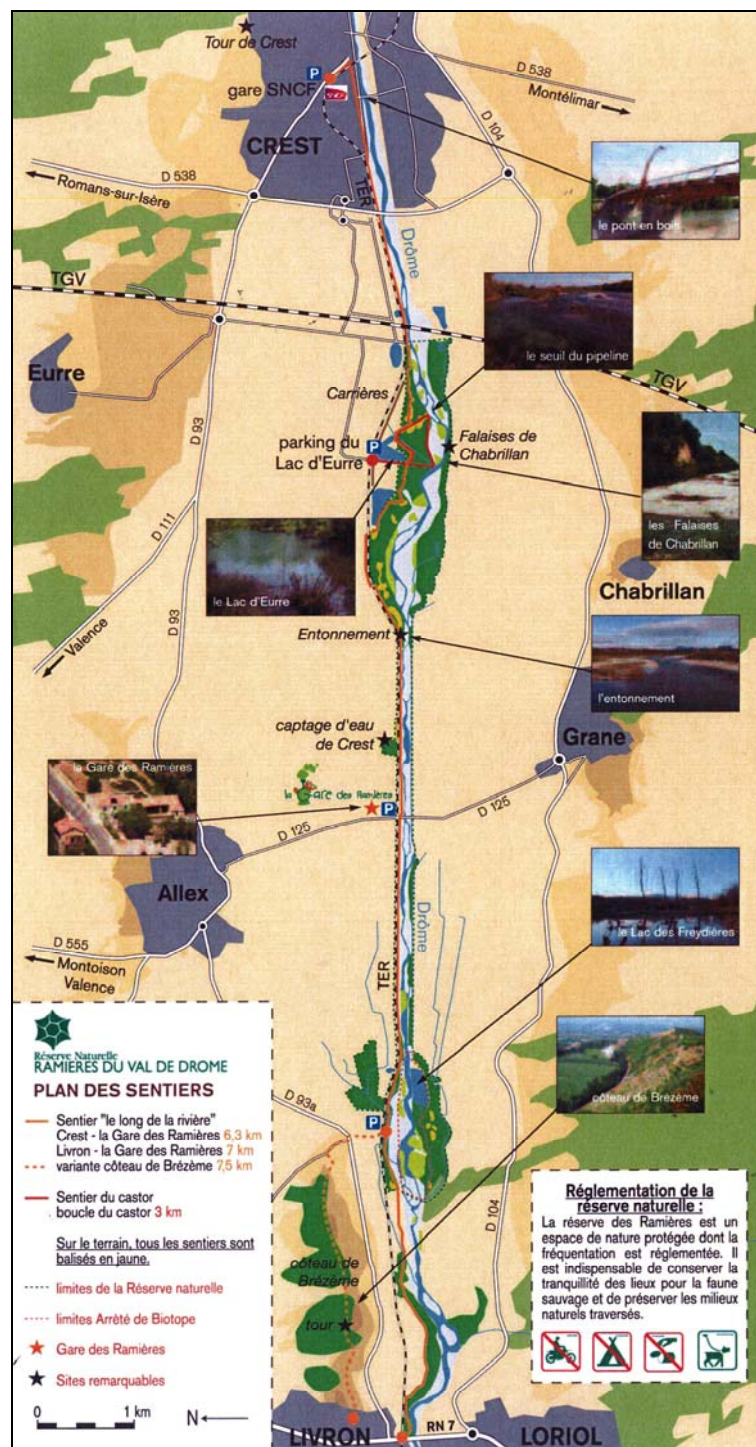 Tour de Crest
P
gare SNCF
CREST
D 538
Montélimar
D 104
D 538
Romans-sur-Isère
TER
le pont en bois
Drôme
TGV
le seuil du pipeline
Eurre
Carrières
TGV
D 93
parking du
Lac d'Eurre
P
Falaises de
Chabrillan
les Falaises
de Chabrillan
D 111
le Lac d'Eurre
Chabrillan
D 93
Valence
Entonnement
l'entonnement
captage d'eau
de Crest
Grane
la Gare des Ramières
la Gare des Ramières
P
D 125
D 125
Allex
Drôme
le Lac des Freydières
D 555
Montoison
Valence
TER
côteau de Brézème
Réserve Naturelle
RAMIERES DU VAL DE DROME
PLAN DES SENTIERS
Sentier "le long de la rivière"
Crest - la Gare des Ramières 6,3 km
Livron - la Gare des Ramières 7 km
variante côteau de Brézème 7,5 km
Sentier du castor
boucle du castor 3 km
Sur le terrain, tous les sentiers sont
balisés en jaune.
limites de la Réserve naturelle
limites Arrêté de Biotope
Gare des Ramières
Sites remarquables
0 1 km
N
D 93a
P
D 104
côteau de
Brézème
tour
Réglementation de la
réserve naturelle :
La réserve des Ramières est un
espace de nature protégée dont la
fréquentation est réglementée. Il
est indispensable de conserver la
tranquillité des lieux pour la faune
sauvage et de préserver les milieux
naturels traversés.
LIVRON
RN 7
LORIOL